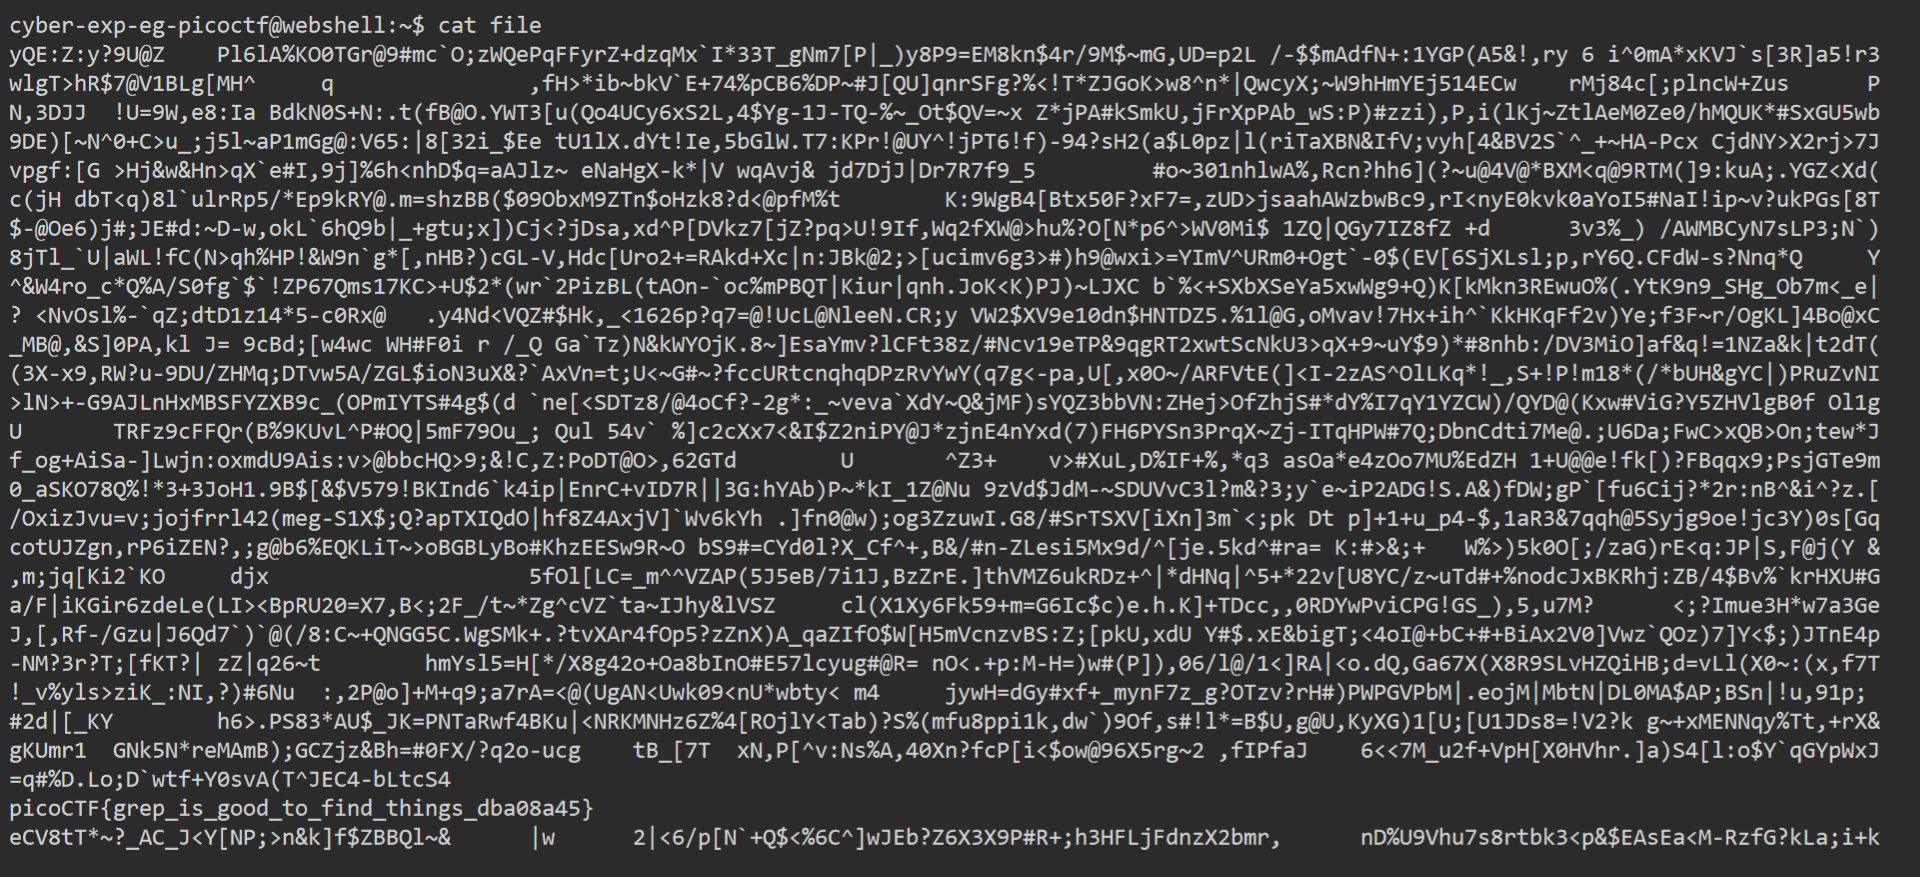 cyber-exp-eg-picoctf@webshell:~$ cat file
yQE:Z:y?9U@Z    Pl6lA%KO0TGr@9#mc`O;zWQePqFFyrZ+dzqMx`I*33T_gNm7[P|_)y8P9=EM8kn$4r/9M$~mG,UD=p2L /-$$mAdfN+:1YGP(A5&!,ry 6 i^0mA*xKVJ`s[3R]a5!r3
wlgT>hR$7@V1BLg[MH^      q                 ,fH>*ib~bkV`E+74%pCB6%DP~#J[QU]qnrSFg?%<!T*ZJGoK>w8^n*|QwcyX;~W9hHmYEj514ECw    rMj84c[;plncW+Zus      P
N,3DJJ  !U=9W,e8:Ia BdkN0S+N:.t(fB@O.YWT3[u(Qo4UCy6xS2L,4$Yg-1J-TQ-%~_Ot$QV=~x Z*jPA#kSmkU,jFrXpPAb_wS:P)#zzi),P,i(lKj~ZtlAeM0Ze0/hMQUK*#SxGU5wb
9DE)[~N^0+C>u_;j5l~aP1mGg@:V65:|8[32i_$Ee tU1lX.dYt!Ie,5bGlW.T7:KPr!@UY^!jPT6!f)-94?sH2(a$L0pz|l(riTaXBN&IfV;vyh[4&BV2S`^_+~HA-Pcx CjdNY>X2rj>7J
vpgf:[G >Hj&w&Hn>qX`e#I,9j]%6h<nhD$q=aAJlz~ eNaHgX-k*|V wqAvj& jd7DjJ|Dr7R7f9_5         #o~301nhlwA%,Rcn?hh6](?~u@4V@*BXM<q@9RTM(]9:kuA;.YGZ<Xd(
c(jH dbT<q)8l`ulrRp5/*Ep9kRY@.m=shzBB($09ObxM9ZTn$oHzk8?d<@pfM%t        K:9WgB4[Btx50F?xF7=,zUD>jsaahAWzbwBc9,rI<nyE0kvk0aYoI5#NaI!ip~v?ukPGs[8T
$-@Oe6)j#;JE#d:~D-w,okL`6hQ9b|_+gtu;x])Cj<?jDsa,xd^P[DVkz7[jZ?pq>U!9If,Wq2fXW@>hu%?O[N*p6^>WV0Mi$ 1ZQ|QGy7IZ8fZ +d      3v3%_) /AWMBCyN7sLP3;N`)
8jTl_`U|aWL!fC(N>qh%HP!&W9n`g*[,nHB?)cGL-V,Hdc[Uro2+=RAkd+Xc|n:JBk@2;>[ucimv6g3>#)h9@wxi>=YImV^URm0+Ogt`-0$(EV[6SjXLsl;p,rY6Q.CFdW-s?Nnq*Q     Y
^&W4ro_c*Q%A/S0fg`$`!ZP67Qms17KC>+U$2*(wr`2PizBL(tAOn-`oc%mPBQT|Kiur|qnh.JoK<K)PJ)~LJXC b`%<+SXbXSeYa5xwWg9+Q)K[kMkn3REwuO%(.YtK9n9_SHg_Ob7m<_e|
? <NvOsl%-`qZ;dtD1z14*5-c0Rx@   .y4Nd<VQZ#$Hk,_<1626p?q7=@!UcL@NleeN.CR;y VW2$XV9e10dn$HNTDZ5.%1l@G,oMvav!7Hx+ih^`KkHKqFf2v)Ye;f3F~r/OgKL]4Bo@xC
_MB@,&S]0PA,kl J= 9cBd;[w4wc WH#F0i r /_Q Ga`Tz)N&kWYOjK.8~]EsaYmv?lCFt38z/#Ncv19eTP&9qgRT2xwtScNkU3>qX+9~uY$9)*#8nhb:/DV3MiO]af&q!=1NZa&k|t2dT(
(3X-x9,RW?u-9DU/ZHMq;DTvw5A/ZGL$ioN3uX&?`AxVn=t;U<~G#~?fccURtcnqhqDPzRvYwY(q7g<-pa,U[,x0O~/ARFVtE(]<I-2zAS^OlLKq*!_,S+!P!m18*(/*bUH&gYC|)PRuZvNI
>lN>+-G9AJLnHxMBSFYZXB9c_(OPmIYTS#4g$(d `ne[<SDTz8/@4oCf?-2g*:_~veva`XdY~Q&jMF)sYQZ3bbVN:ZHej>OfZhjS#*dY%I7qY1YZCW)/QYD@(Kxw#ViG?Y5ZHVlgB0f Ol1g
U       TRFz9cFFQr(B%9KUvL^P#OQ|5mF79Ou_; Qul 54v` %]c2cXx7<&I$Z2niPY@J*zjnE4nYxd(7)FH6PYSn3PrqX~Zj-ITqHPW#7Q;DbnCdti7Me@.;U6Da;FwC>xQB>On;tew*J
f_og+AiSa-]Lwjn:oxmdU9Ais:v>@bbcHQ>9;&!C,Z:PoDT@O>,62GTd        U       ^Z3+    v>#XuL,D%IF+%,*q3 asOa*e4zOo7MU%EdZH 1+U@@e!fk[)?FBqqx9;PsjGTe9m
0_aSKO78Q%!*3+3JoH1.9B$[&$V579!BKInd6`k4ip|EnrC+vID7R||3G:hYAb)P~*kI_1Z@Nu 9zVd$JdM-~SDUVvC3l?m&?3;y`e~iP2ADG!S.A&)fDW;gP`[fu6Cij?*2r:nB^&i^?z.[
/OxizJvu=v;jojfrrl42(meg-S1X$;Q?apTXIQdO|hf8Z4AxjV]`Wv6kYh .]fn0@w);og3ZzuwI.G8/#SrTSXV[iXn]3m`<;pk Dt p]+1+u_p4-$,1aR3&7qqh@5Syjg9oe!jc3Y)0s[Gq
cotUJZgn,rP6iZEN?,;g@b6%EQKLiT~>oBGBLyBo#KhzEESw9R~O bS9#=CYd0l?X_Cf^+,B&/#n-ZLesi5Mx9d/^[je.5kd^#ra= K:#>&;+   W%>)5k0O[;/zaG)rE<q:JP|S,F@j(Y &
,m;jq[Ki2`KO     djx                    5fOl[LC=_m^^VZAP(5J5eB/7i1J,BzZrE.]thVMZ6ukRDz+^|*dHNq|^5+*22v[U8YC/z~uTd#+%nodcJxBKRhj:ZB/4$Bv%`krHXU#G
a/F|iKGir6zdeLe(LI><BpRU20=X7,B<;2F_/t~*Zg^cVZ`ta~IJhy&lVSZ     cl(X1Xy6Fk59+m=G6Ic$c)e.h.K]+TDcc,,0RDYwPviCPG!GS_),5,u7M?      <;?Imue3H*w7a3Ge
J,[,Rf-/Gzu|J6Qd7`)`@(/8:C~+QNGG5C.WgSMk+.?tvXAr4fOp5?zZnX)A_qaZIfO$W[H5mVcnzvBS:Z;[pkU,xdU Y#$.xE&bigT;<4oI@+bC+#+BiAx2V0]Vwz`QOz)7]Y<$;)JTnE4p
-NM?3r?T;[fKT?| zZ|q26~t        hmYsl5=H[*/X8g42o+Oa8bInO#E57lcyug#@R= nO<.+p:M-H=)w#(P]),06/l@/1<]RA|<o.dQ,Ga67X(X8R9SLvHZQiHB;d=vLl(X0~:(x,f7T
!_v%yls>ziK_:NI,?)#6Nu  :,2P@o]+M+q9;a7rA=<@(UgAN<Uwk09<nU*wbty< m4     jywH=dGy#xf+_mynF7z_g?OTzv?rH#)PWPGVPbM|.eojM|MbtN|DL0MA$AP;BSn|!u,91p;
#2d|[_KY        h6>.PS83*AU$_JK=PNTaRwf4BKu|<NRKMNHz6Z%4[ROjlY<Tab)?S%(mfu8ppi1k,dw`)9Of,s#!l*=B$U,g@U,KyXG)1[U;[U1JDs8=!V2?k g~+xMENNqy%Tt,+rX&
gKUmr1  GNk5N*reMAmB);GCZjz&Bh=#0FX/?q2o-ucg    tB_[7T  xN,P[^v:Ns%A,40Xn?fcP[i<$ow@96X5rg~2 ,fIPfaJ    6<<7M_u2f+VpH[X0HVhr.]a)S4[l:o$Y`qGYpWxJ
=q#%D.Lo;D`wtf+Y0svA(T^JEC4-bLtcS4
picoCTF{grep_is_good_to_find_things_dba08a45}
eCV8tT*~?_AC_J<Y[NP;>n&k]f$ZBBQl~&      |w      2|<6/p[N`+Q$<%6C^]wJEb?Z6X3X9P#R+;h3HFLjFdnzX2bmr,      nD%U9Vhu7s8rtbk3<p&$EAsEa<M-RzfG?kLa;i+k